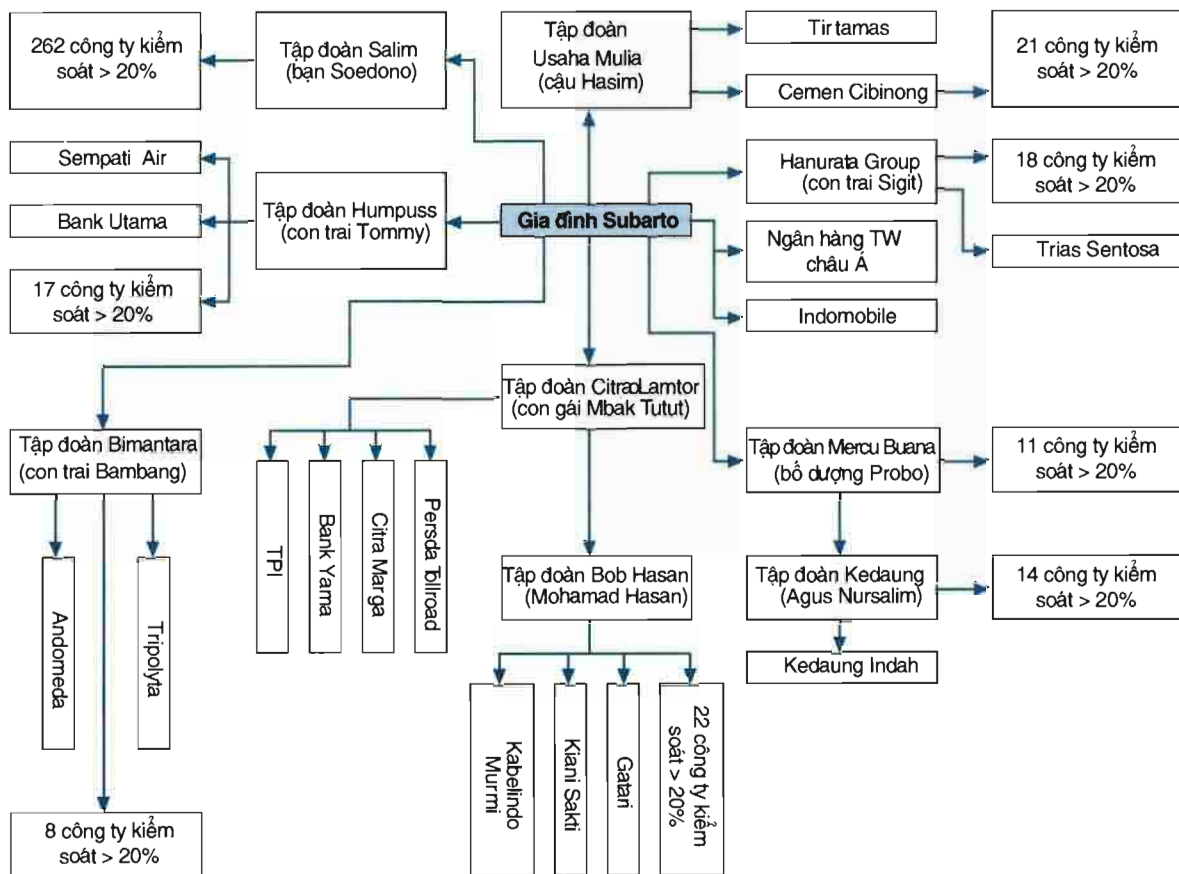 262 công ty kiểm
soát > 20%
Tập đoàn Salim
(bạn Soedono)
Tập đoàn
Usaha Mulia
(cậu Hasim)
Tirtamas
Cemen Cibinong
21 công ty kiểm
soát > 20%
Sempati Air
Bank Utama
17 công ty kiểm
soát > 20%
Tập đoàn Humpuss
(con trai Tommy)
Gia đình Subarto
Hanurata Group
(con trai Sigit)
18 công ty kiểm
soát > 20%
Ngân hàng TW
châu Á
Trias Sentosa
Indomobile
Tập đoàn CitraoLamtor
(con gái Mbak Tutut)
Tập đoàn Bimantara
(con trai Bambang)
TPI
Bank Yama
Citra Marga
Persda Tollroad
Tập đoàn Mercu Buana
(bố dượng Probo)
11 công ty kiểm
soát > 20%
Andomeda
Tripolyta
Tập đoàn Bob Hasan
(Mohamad Hasan)
Tập đoàn Kedaung
(Agus Nursalim)
14 công ty kiểm
soát > 20%
Kedaung Indah
Kabelindo
Murmi
Kiani Sakti
Gatari
22 công ty kiểm
soát > 20%
8 công ty kiểm
soát > 20%